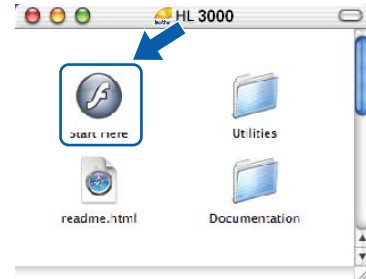 HL 3000
Start Here
Utilities
readme.html
Documentation